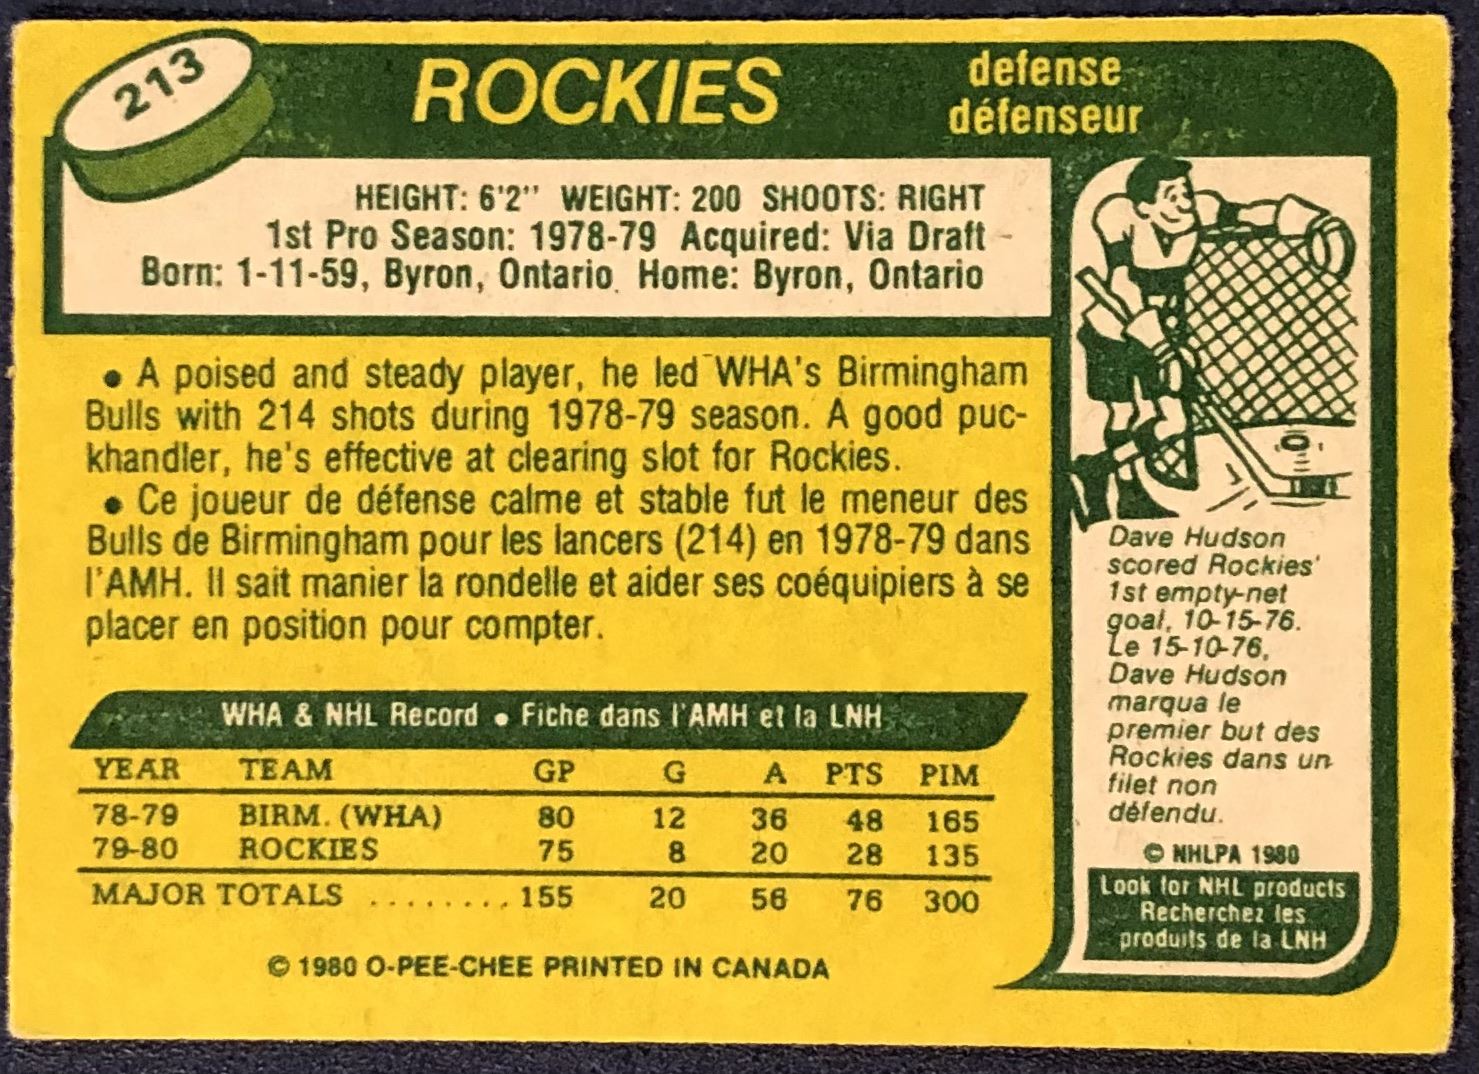 213
ROCKIES
defense
défenseur
HEIGHT: 6'2" WEIGHT: 200 SHOOTS: RIGHT
1st Pro Season: 1978-79 Acquired: Via Draft
Born: 1-11-59, Byron, Ontario Home: Byron, Ontario
• A poised and steady player, he led WHA's Birmingham
Bulls with 214 shots during 1978-79 season. A good puc-
khandler, he's effective at clearing slot for Rockies.
• Ce joueur de défense calme et stable fut le meneur des
Bulls de Birmingham pour les lancers (214) en 1978-79 dans
l'AMH. Il sait manier la rondelle et aider ses coéquipiers à se
placer en position pour compter.
WHA & NHL Record • Fiche dans l'AMH et la LNH
YEAR TEAM GP G A PTS PIM
78-79 BIRM. (WHA) 80 12 36 48 165
79-80 ROCKIES 75 8 20 28 135
MAJOR TOTALS ........ 155 20 56 76 300
© 1980 O-PEE-CHEE PRINTED IN CANADA
Dave Hudson
scored Rockies'
1st empty-net
goal, 10-15-76.
Le 15-10-76,
Dave Hudson
marqua le
premier but des
Rockies dans un
filet non
défendu.
© NHLPA 1980
Look for NHL products
Recherchez les
produits de la LNH